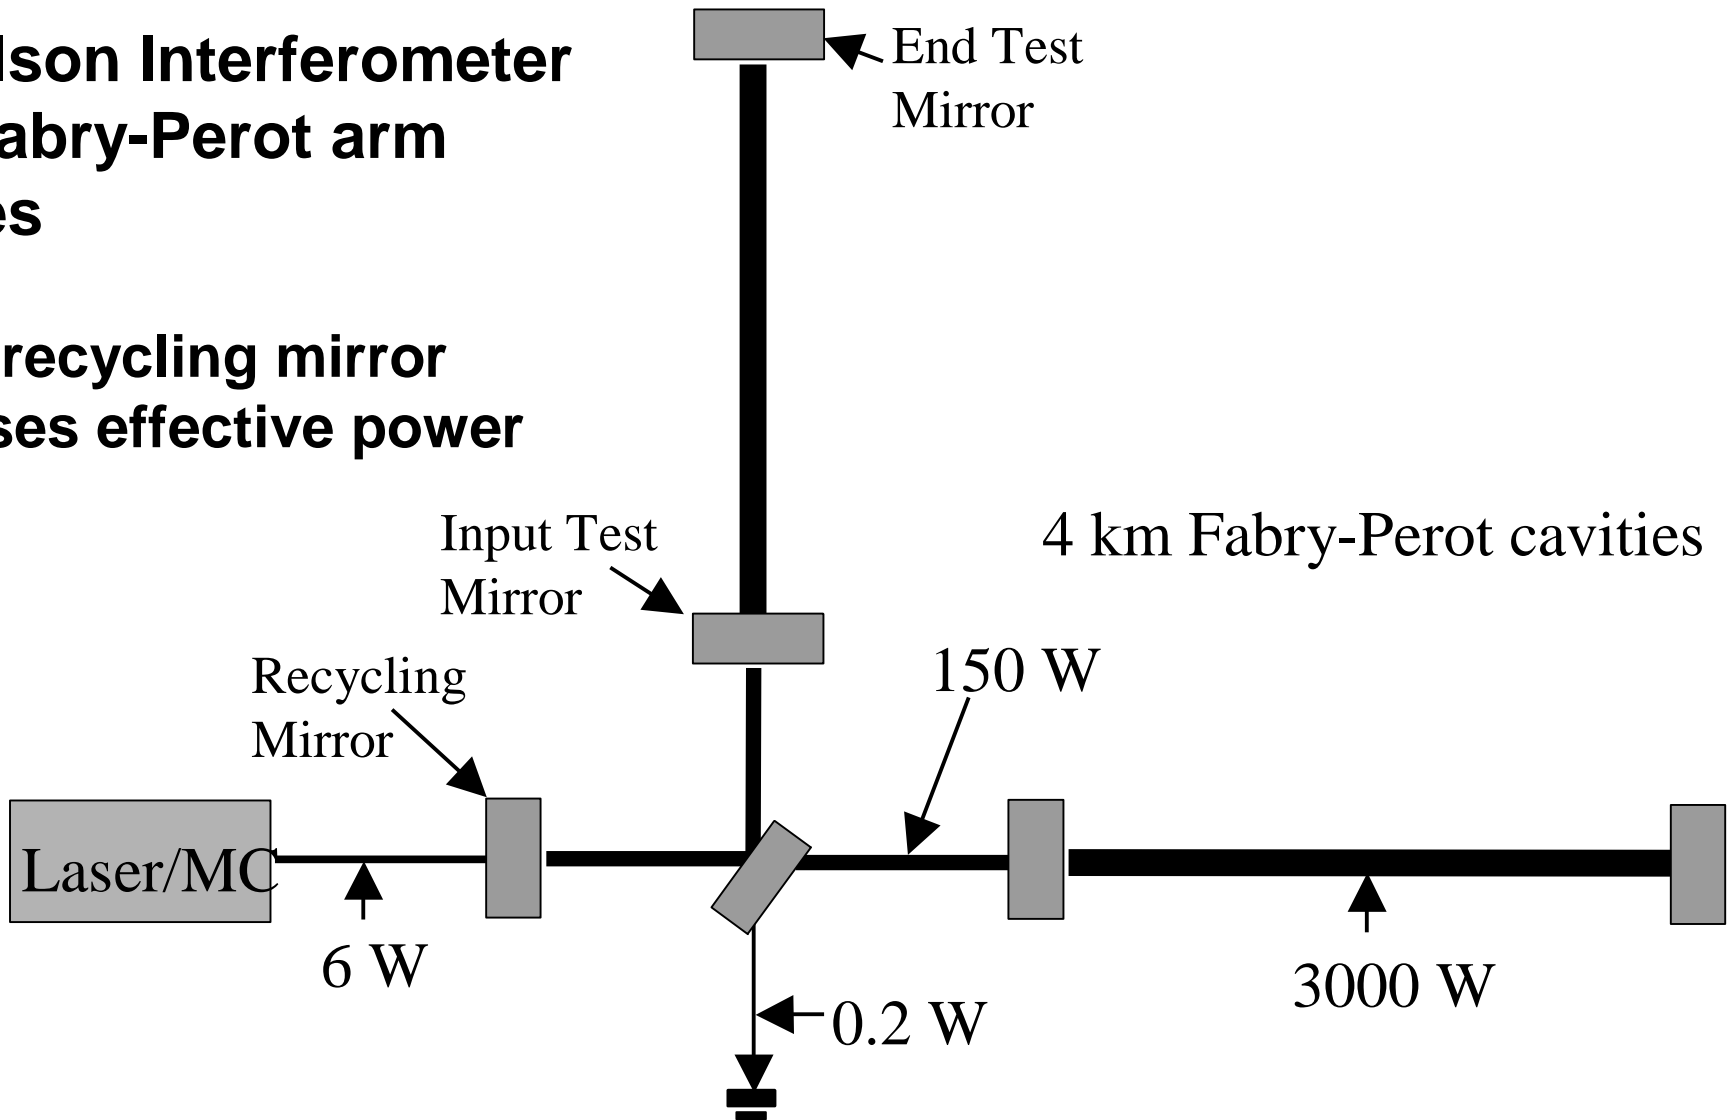 lson Interferometer
abry-Perot arm
es
recycling mirror
ses effective power
End Test
Mirror
Input Test
Mirror
4 km Fabry-Perot cavities
Recycling
Mirror
150 W
Laser/MC
6 W
3000 W
0.2 W